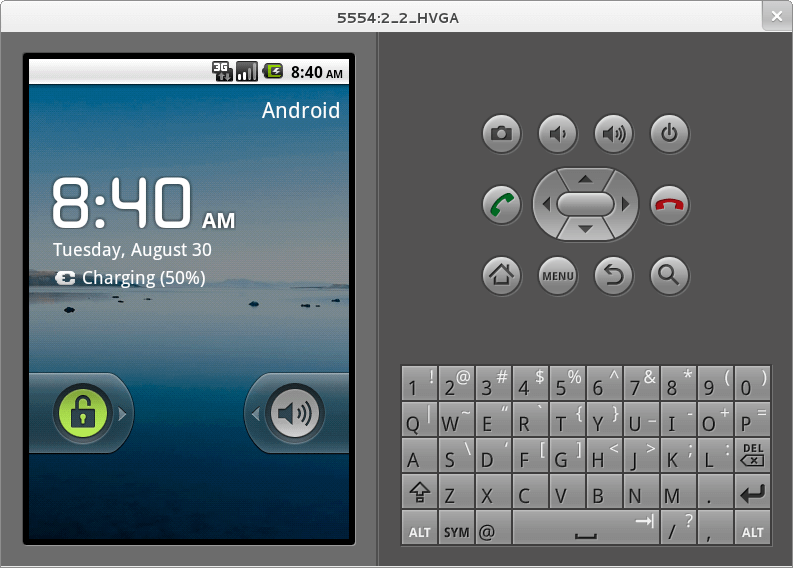 5554:2_2_HVGA
3G 8:40 AM
Android
8:40 AM
Tuesday, August 30
Charging (50%)
MENU
1 ! 2 @ 3 # 4 $ 5 % 6 ^ 7 & 8 * 9 ( 0 )
Q | W ~ E “ R ` T { Y } U _ I - O + P =
A S \ D ‘ F [ G ] H < J > K ; L : DEL
Z X C V B N M .
ALT SYM @ / ? , ALT